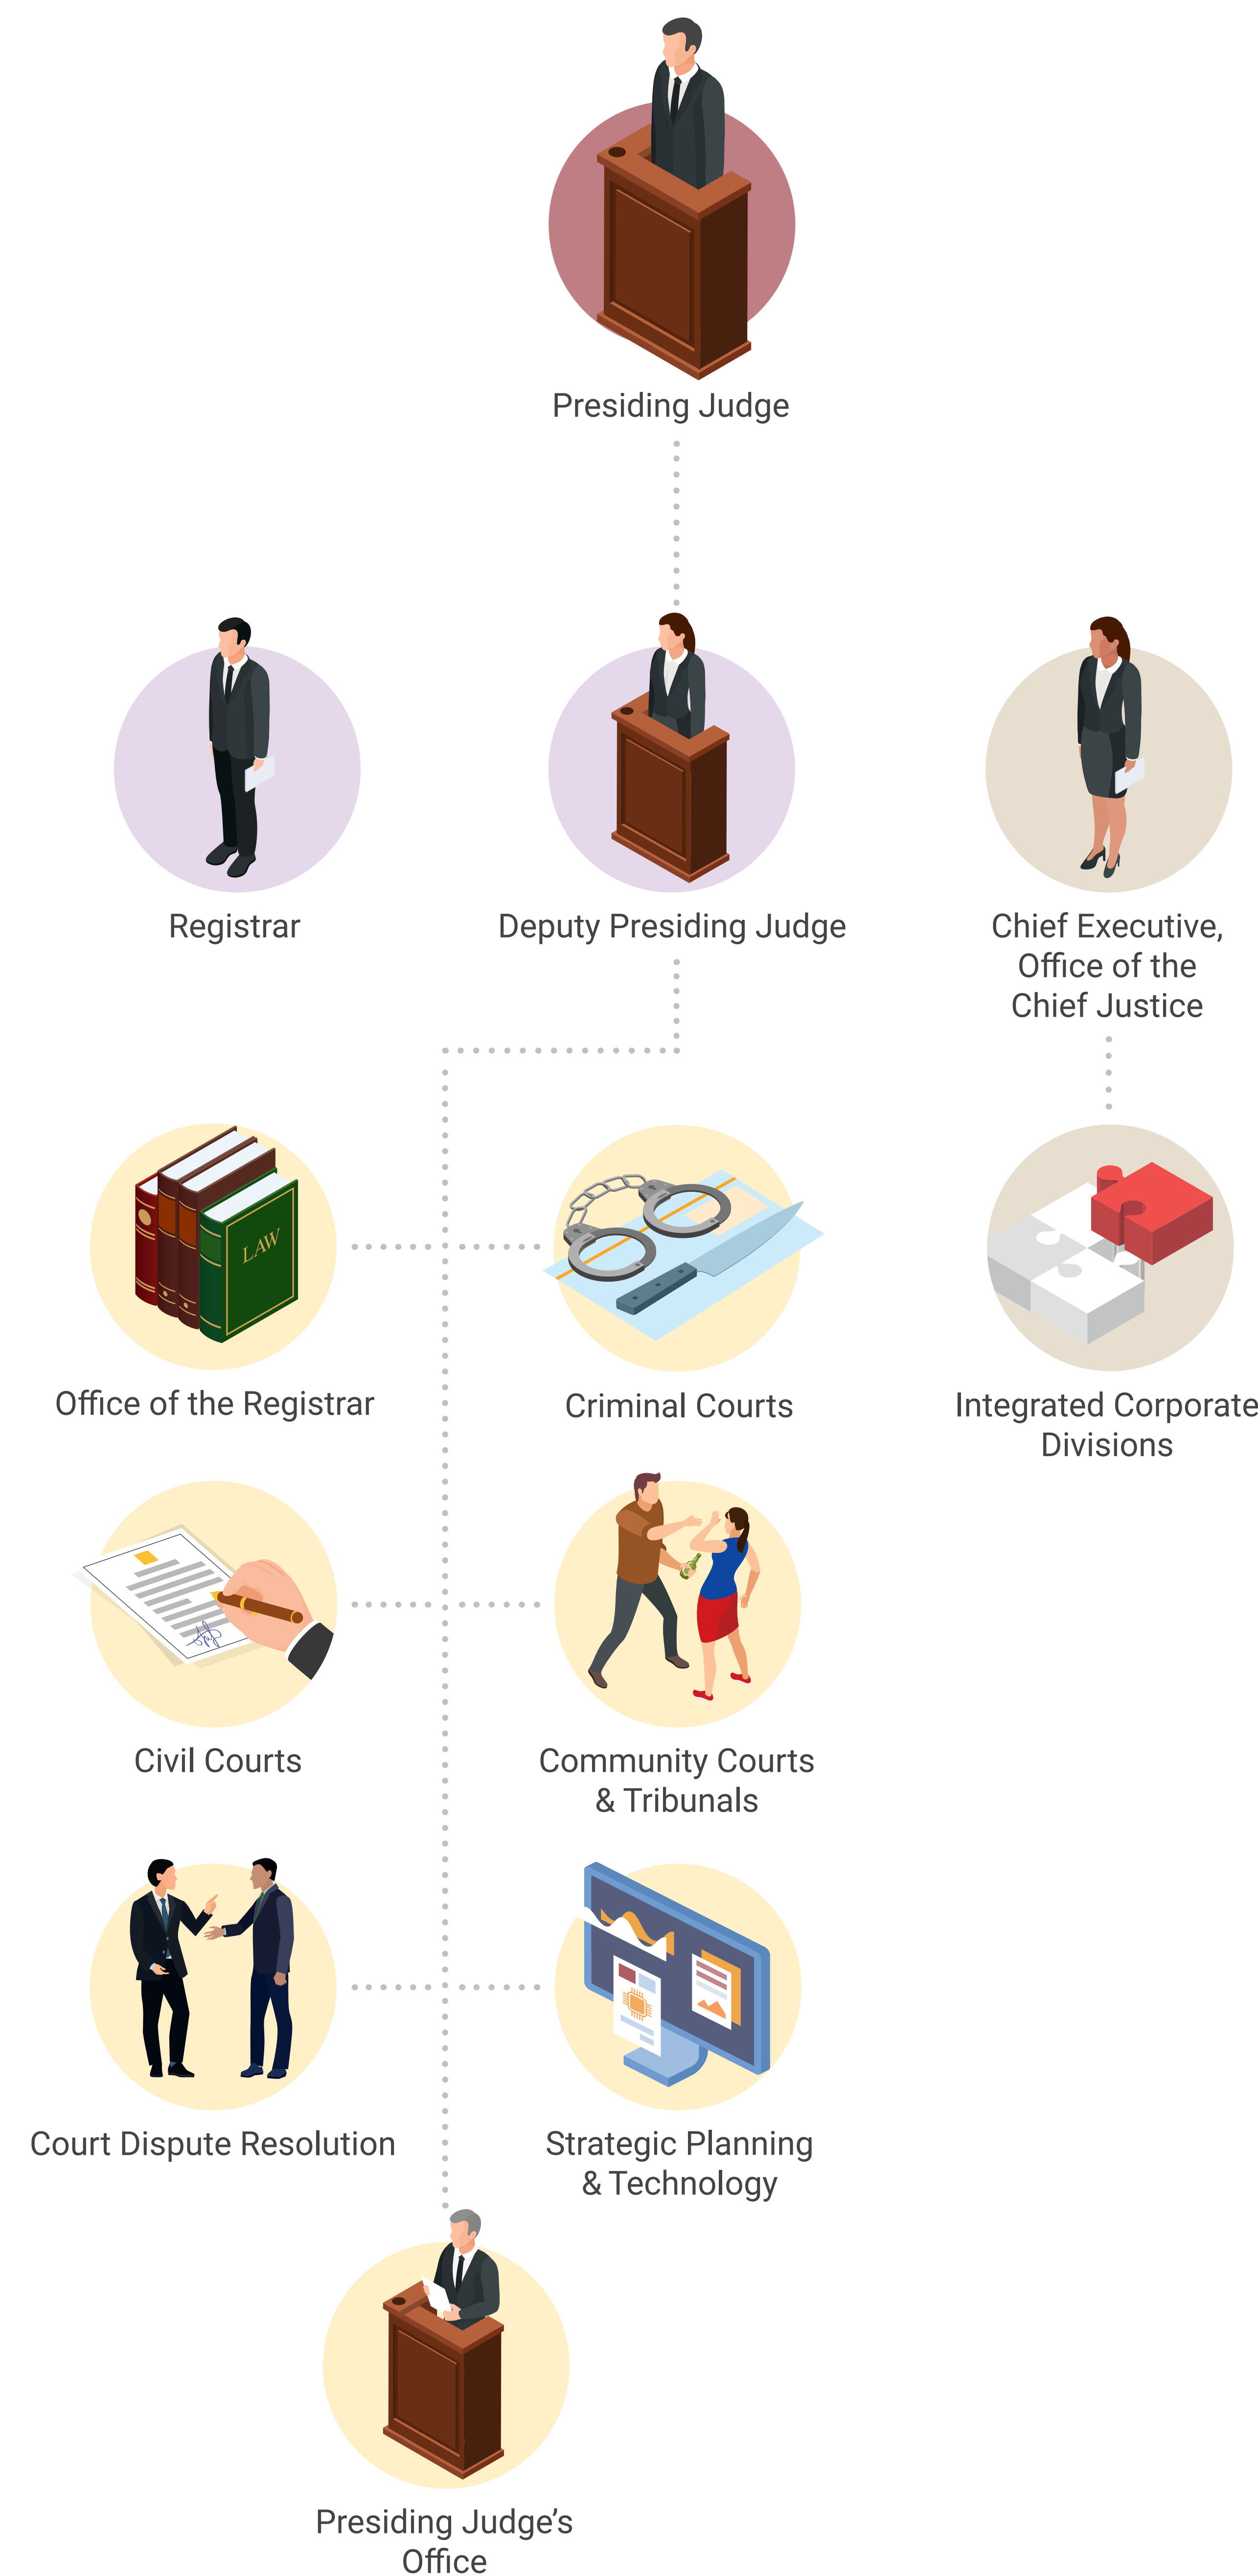 Presiding Judge
Registrar
Deputy Presiding Judge
Chief Executive,
Office of the
Chief Justice
LAW
Office of the Registrar
Criminal Courts
Integrated Corporate
Divisions
Civil Courts
Community Courts
& Tribunals
Court Dispute Resolution
Strategic Planning
& Technology
Presiding Judge’s
Office